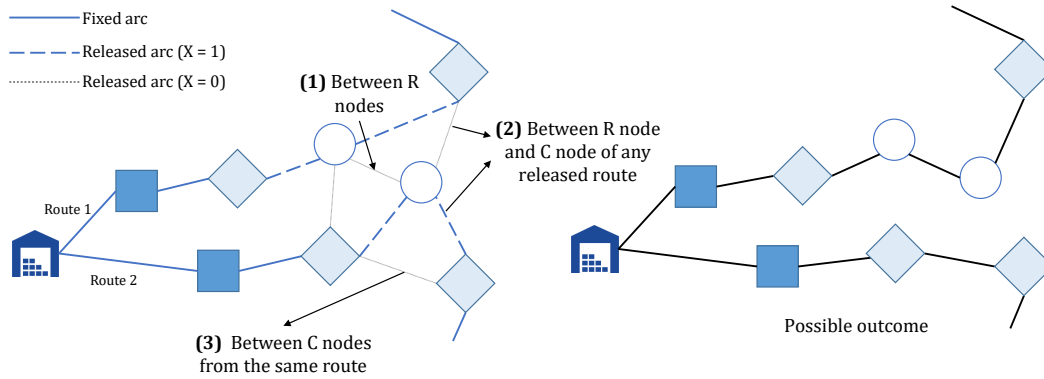 Fixed arc
Released arc (X = 1)
Released arc (X = 0)
(1) Between R
nodes
(2) Between R node
and C node of any
released route
Route 1
Route 2
(3) Between C nodes
from the same route
Possible outcome